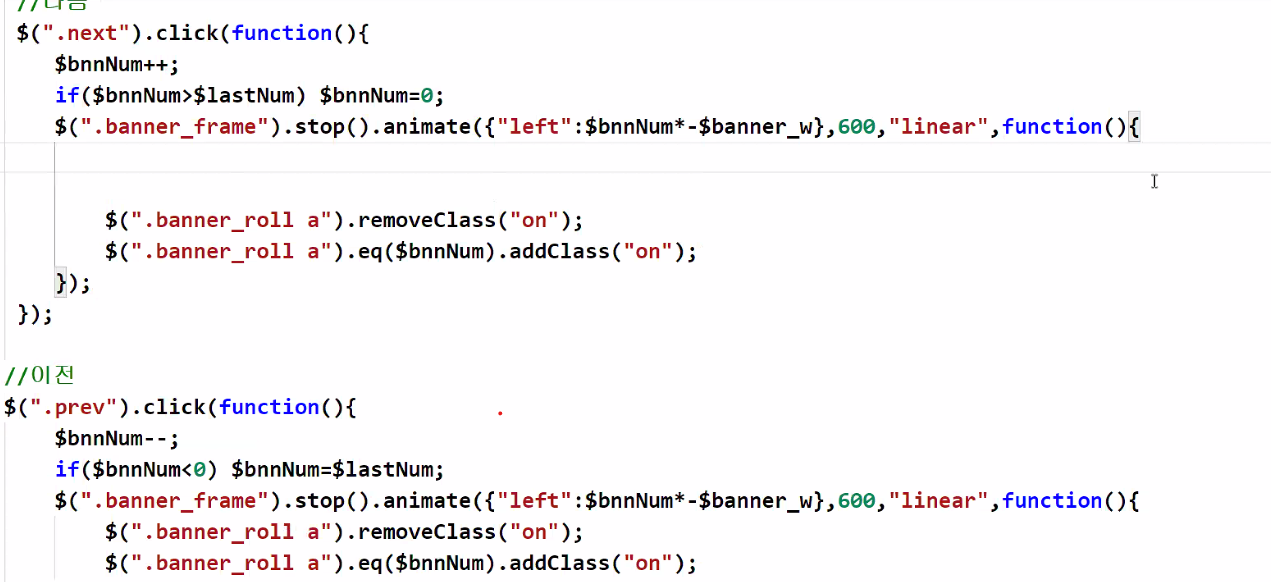 //다음
$(".next").click(function(){
$bnnNum++;
if($bnnNum>$lastNum) $bnnNum=0;
$(".banner_frame").stop().animate({"left":$bnnNum*-$banner_w},600,"linear",function(){
$(".banner_roll a").removeClass("on");
$(".banner_roll a").eq($bnnNum).addClass("on");
});
});
//이전
$(".prev").click(function(){
$bnnNum--;
if($bnnNum<0) $bnnNum=$lastNum;
$(".banner_frame").stop().animate({"left":$bnnNum*-$banner_w},600,"linear",function(){
$(".banner_roll a").removeClass("on");
$(".banner_roll a").eq($bnnNum).addClass("on");